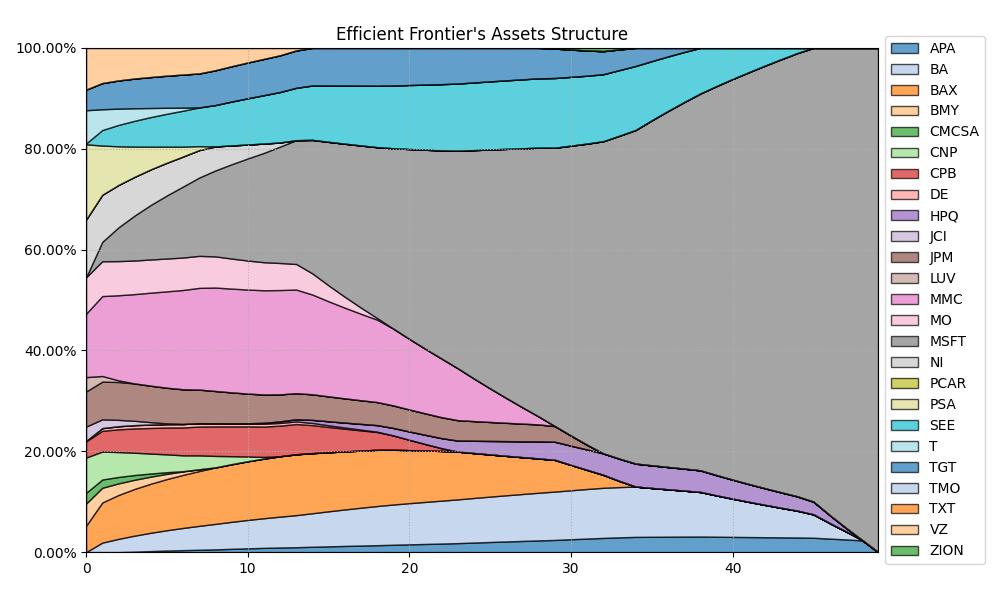 Efficient Frontier's Assets Structure
100.00%
80.00%
60.00%
40.00%
20.00%
0.00%
0
10
20
30
40
APA
BA
BAX
BMY
CMCSA
CNP
CPB
DE
HPQ
JCI
JPM
LUV
MMC
MO
MSFT
NI
PCAR
PSA
SEE
T
TGT
TMO
TXT
VZ
ZION